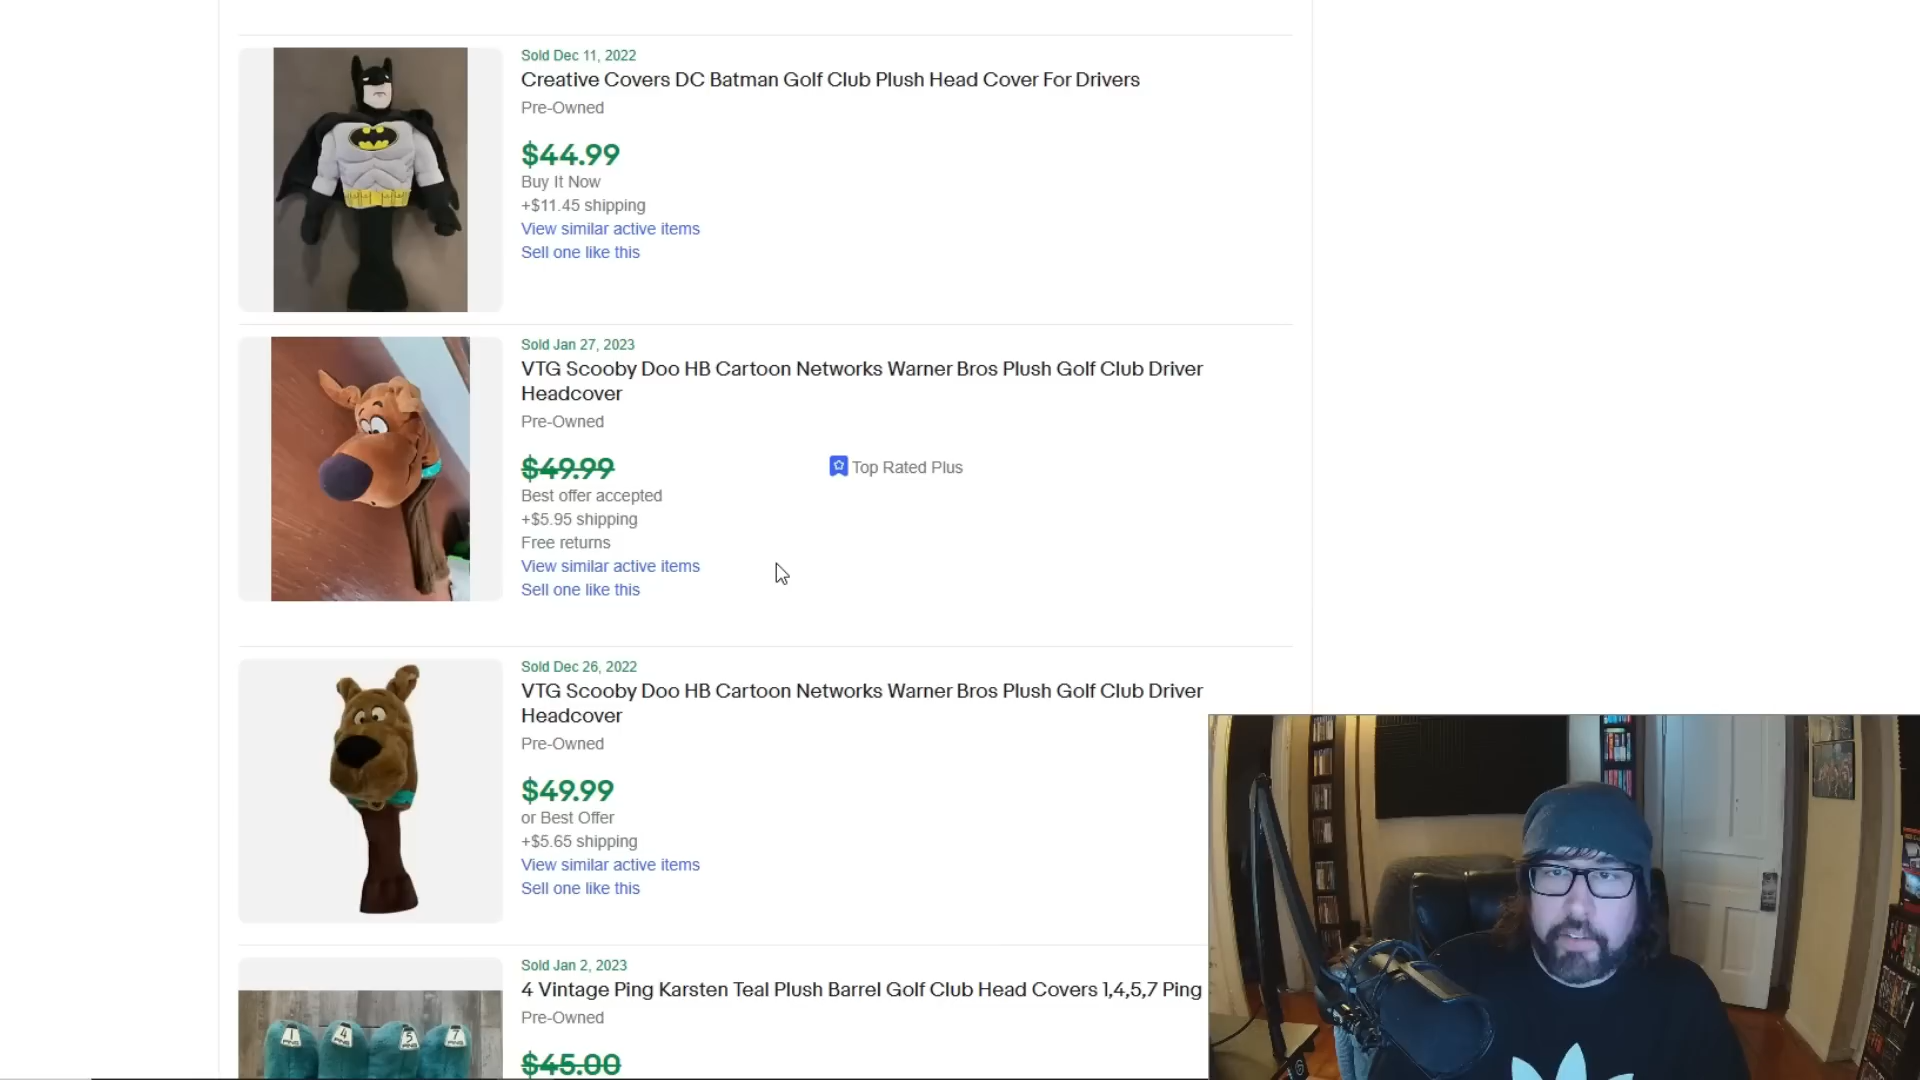 Sold Dec 11, 2022
Creative Covers DC Batman Golf Club Plush Head Cover For Drivers
Pre-Owned
$44.99
Buy It Now
+$11.45 shipping
View similar active items
Sell one like this
Sold Jan 27, 2023
VTG Scooby Doo HB Cartoon Networks Warner Bros Plush Golf Club Driver
Headcover
Pre-Owned
$49.99
Top Rated Plus
Best offer accepted
+$5.95 shipping
Free returns
View similar active items
Sell one like this
Sold Dec 26, 2022
VTG Scooby Doo HB Cartoon Networks Warner Bros Plush Golf Club Driver
Headcover
Pre-Owned
$49.99
or Best Offer
+$5.65 shipping
View similar active items
Sell one like this
Sold Jan 2, 2023
4 Vintage Ping Karsten Teal Plush Barrel Golf Club Head Covers 1,4,5,7 Ping
Pre-Owned
$45.00
1 4 5 7